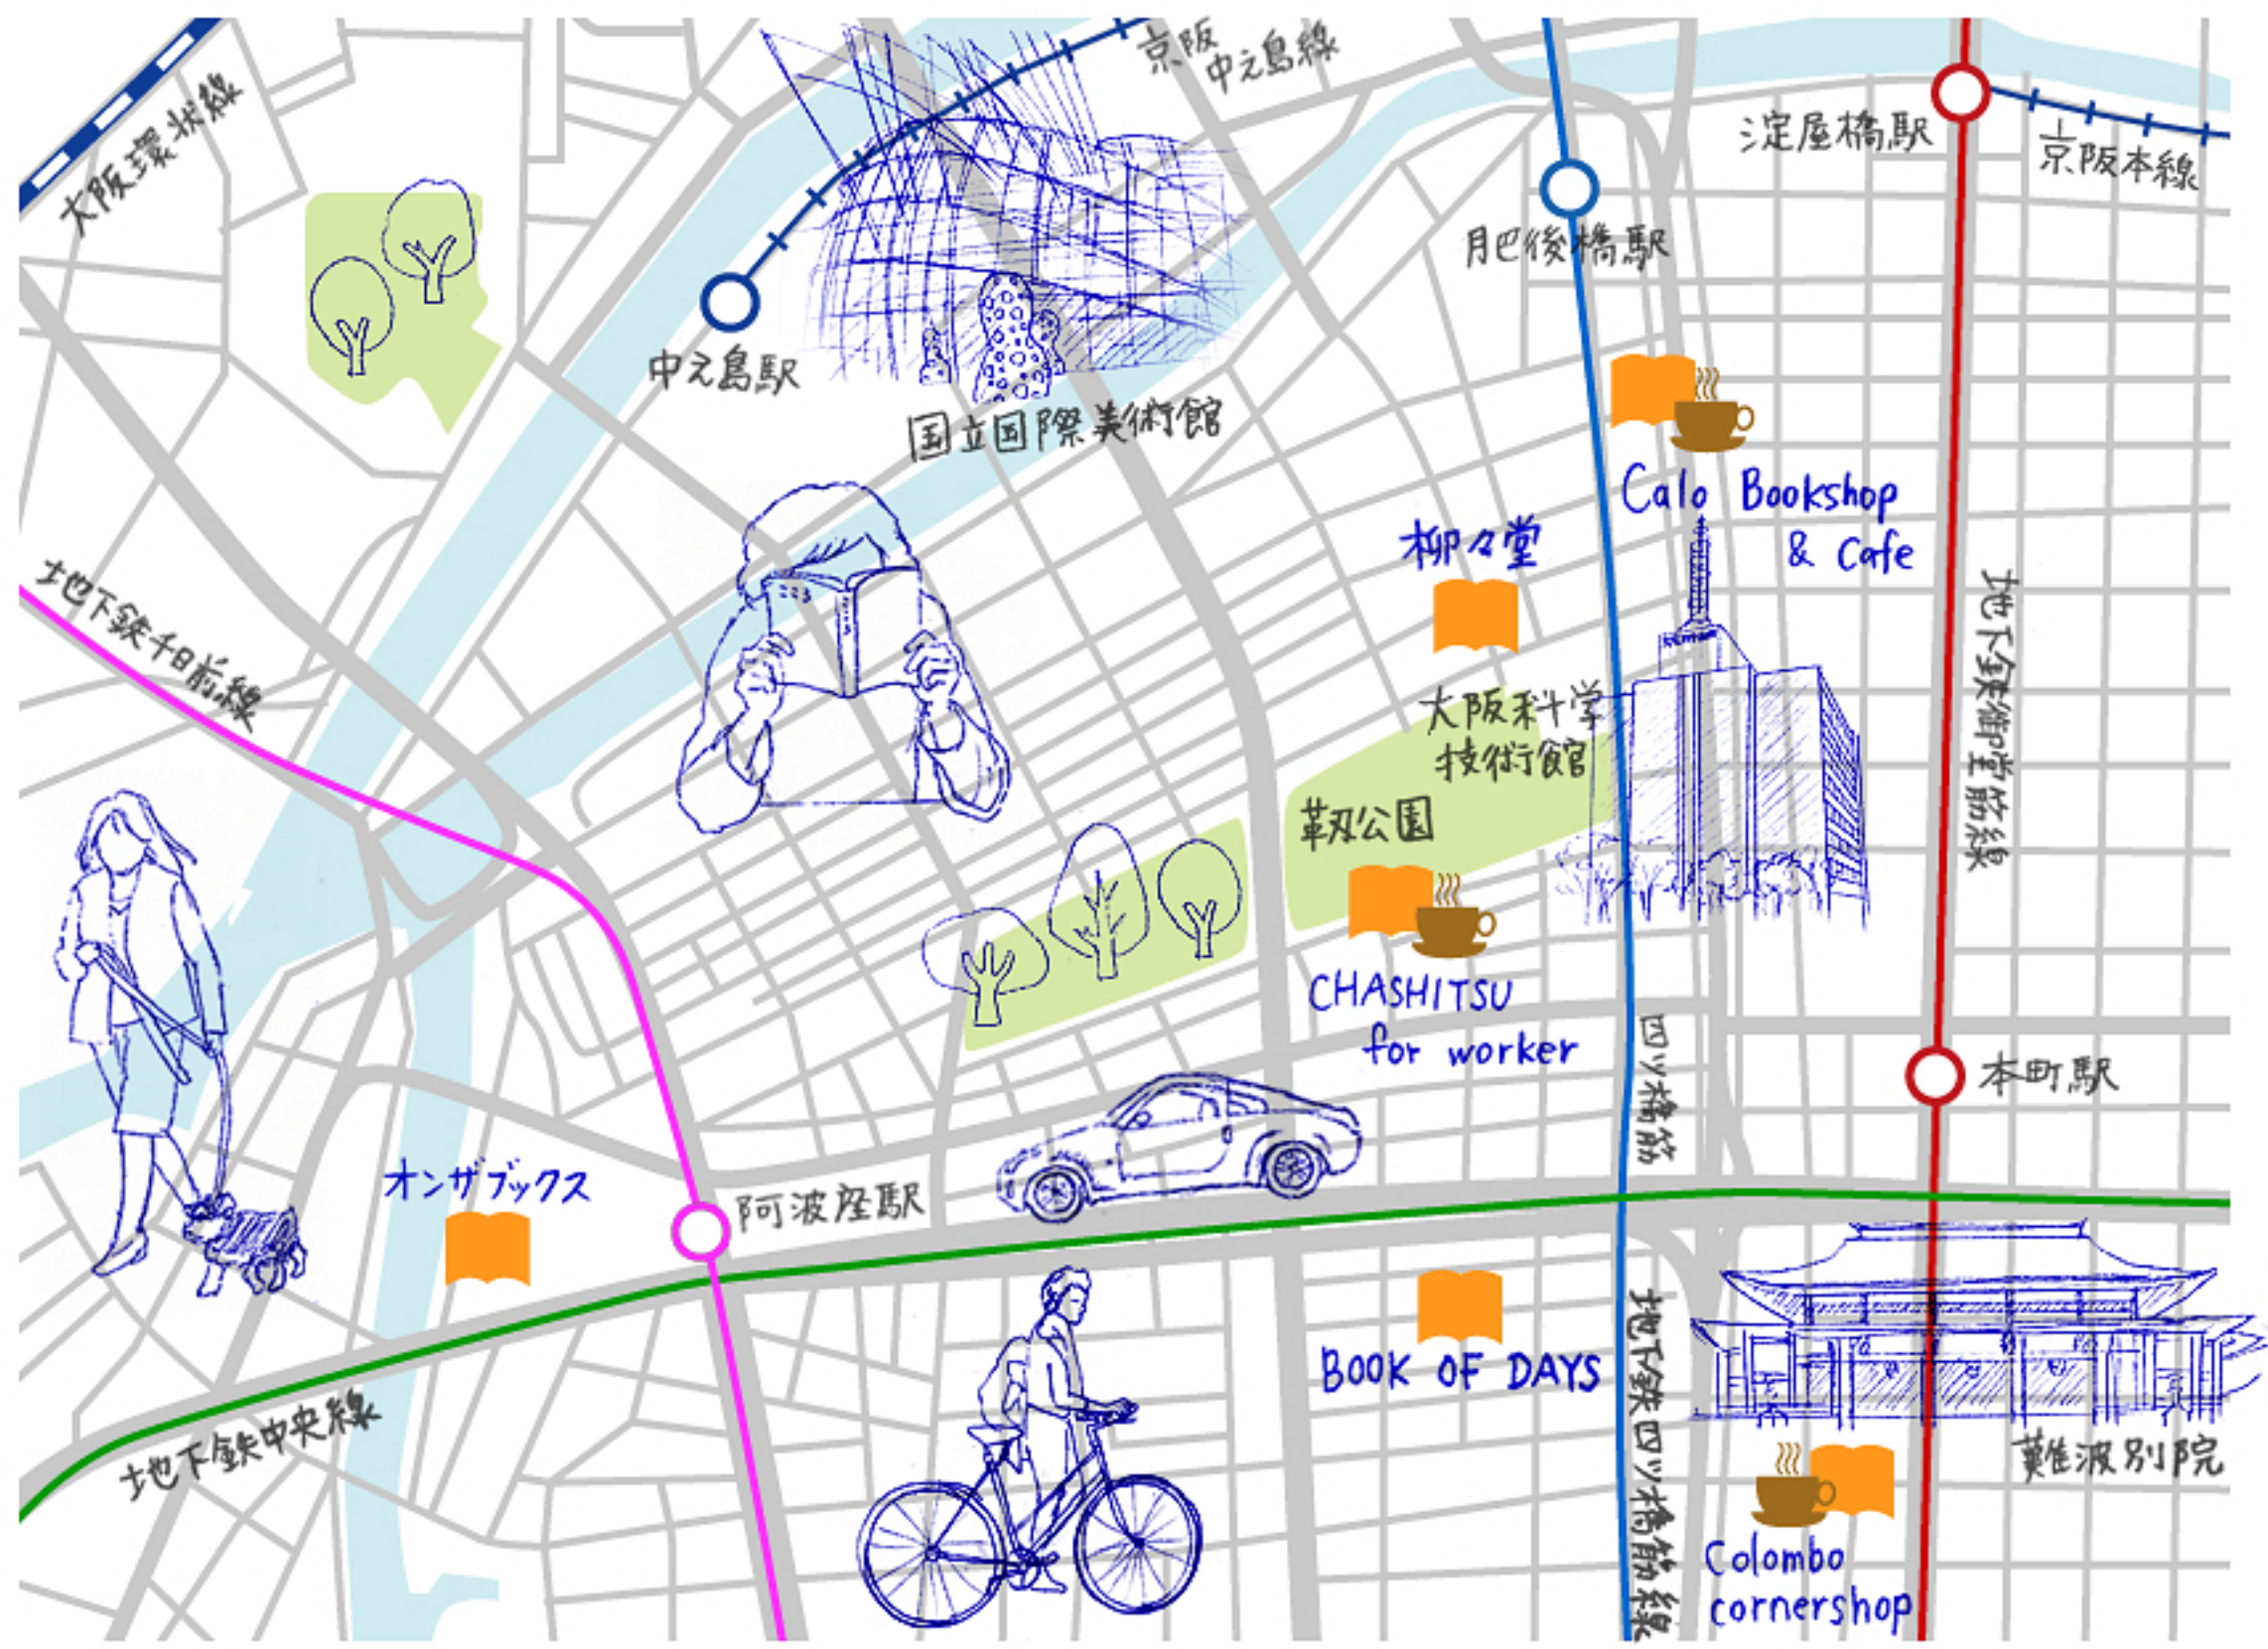 大阪環状線
京阪
中之島線
淀屋橋駅
京阪本線
肥後橋駅
中之島駅
国立国際美術館
Calo Bookshop
& Cafe
柳々堂
地下鉄千日前線
地下鉄御堂筋線
大阪科学
技術館
靱公園
CHASHITSU
for worker
四ツ橋筋
本町駅
オンザブックス
阿波座駅
BOOK OF DAYS
地下鉄四ツ橋筋線
地下鉄中央線
難波別院
Colombo
cornershop